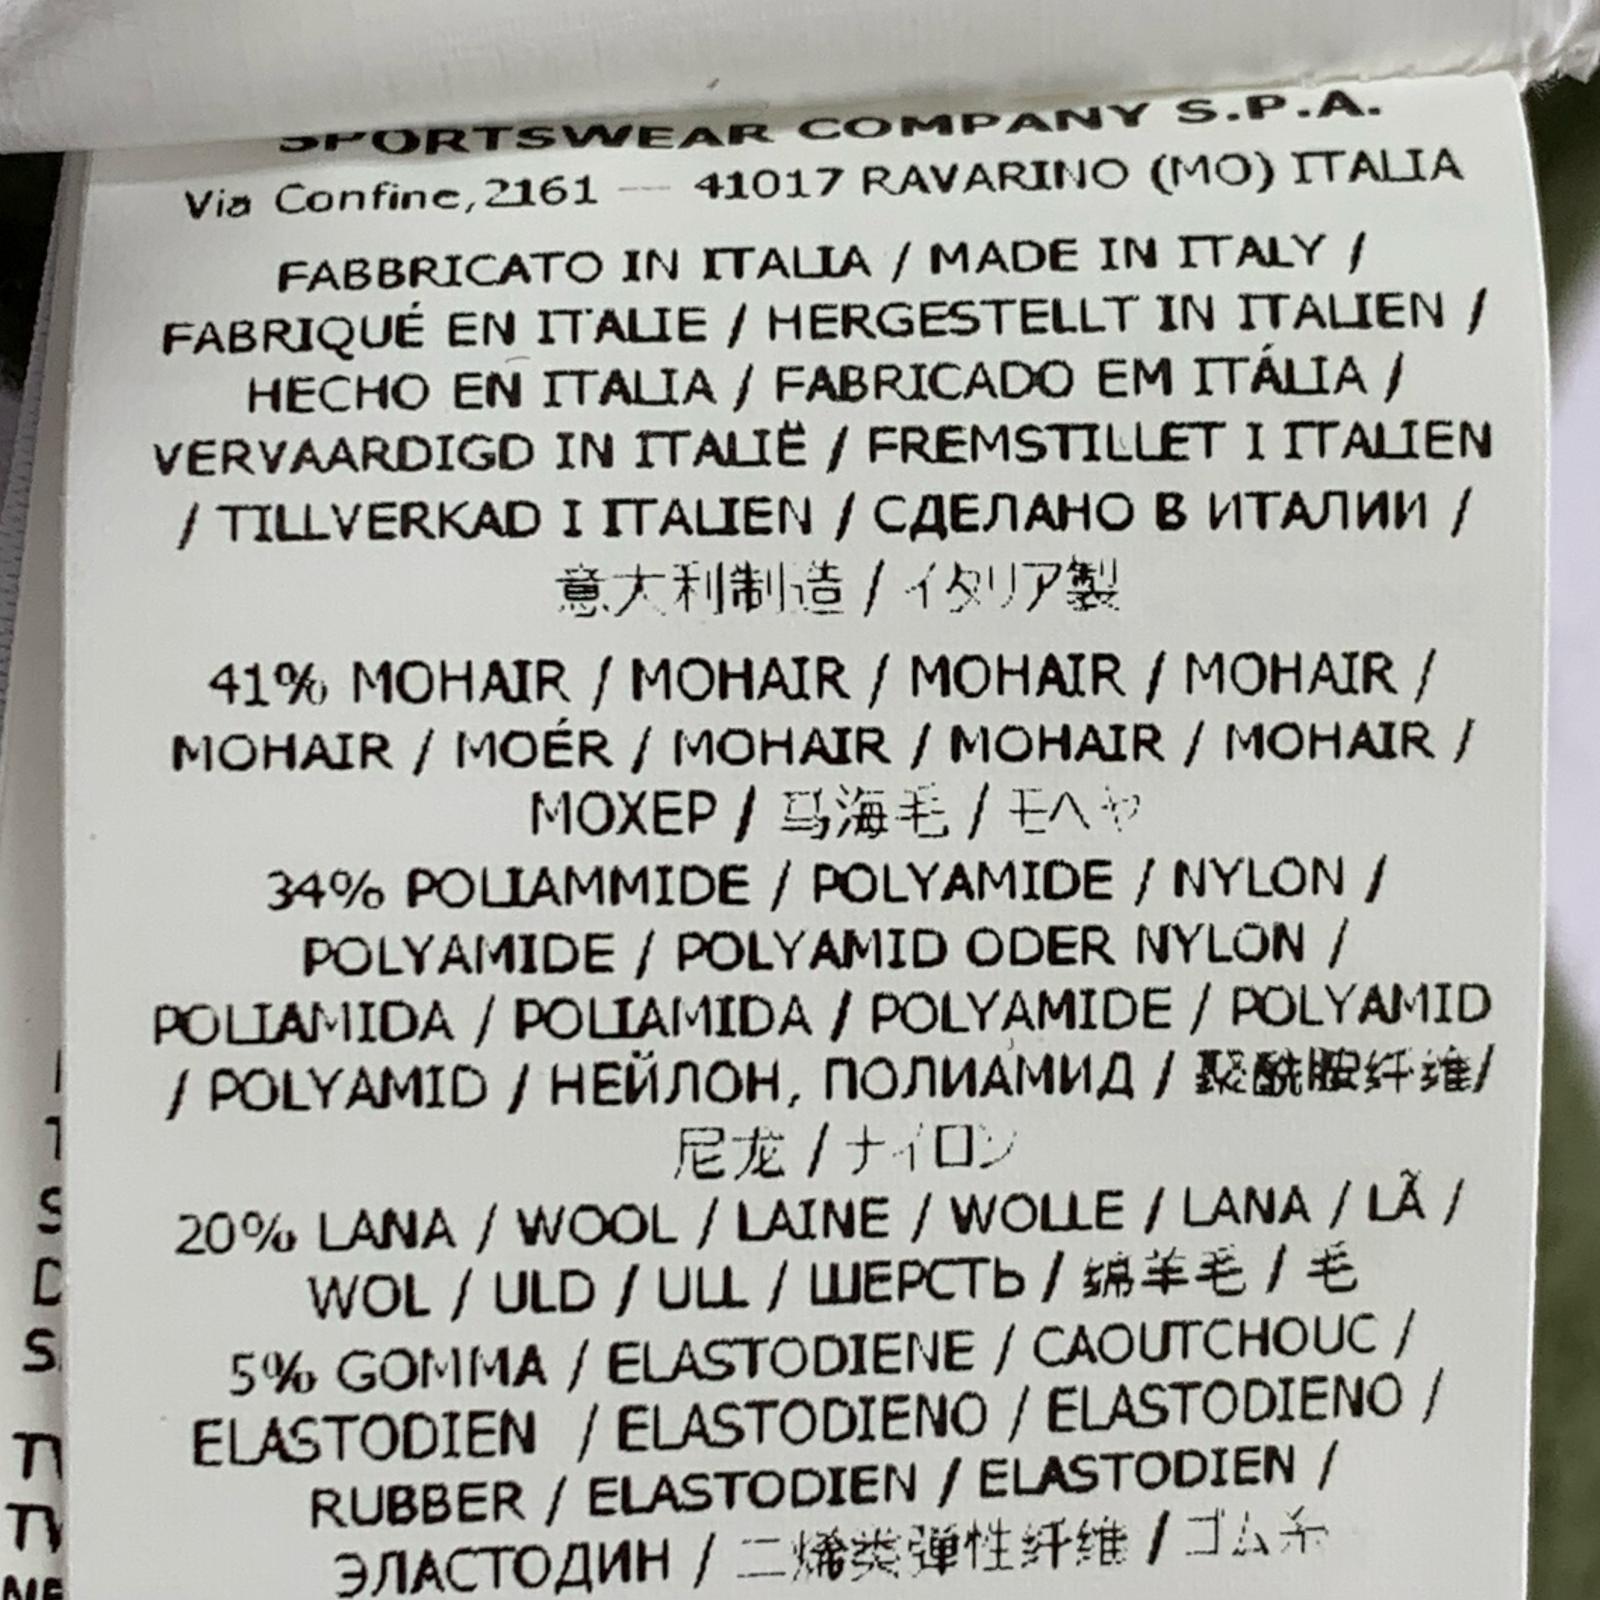 SPORTSWEAR COMPANY S.P.A.
Via Confine,2161 — 41017 RAVARINO (MO) ITALIA
FABBRICATO IN ITALIA / MADE IN ITALY /
FABRIQUÉ EN ITALIE / HERGESTELLT IN ITALIEN /
HECHO EN ITALIA / FABRICADO EM ITÁLIA /
VERVAARDIGD IN ITALIË / FREMSTILLET I ITALIEN
/ TILLVERKAD I ITALIEN / СДЕЛАНО В ИТАЛИИ /
意大利制造 / イタリア製
41% MOHAIR / MOHAIR / MOHAIR / MOHAIR /
MOHAIR / MOÉR / MOHAIR / MOHAIR / MOHAIR /
МОХЕР / 马海毛 / モヘヤ
34% POLIAMMIDE / POLYAMIDE / NYLON /
POLYAMIDE / POLYAMID ODER NYLON /
POLIAMIDA / POLIAMIDA / POLYAMIDE / POLYAMID
/ POLYAMID / НЕЙЛОН, ПОЛИАМИД / 聚酰胺纤维/
尼龙 / ナイロン
20% LANA / WOOL / LAINE / WOLLE / LANA / LÃ /
WOL / ULD / ULL / ШЕРСТЬ / 绵羊毛 / 毛
5% GOMMA / ELASTODIENE / CAOUTCHOUC /
ELASTODIEN / ELASTODIENO / ELASTODIENO /
RUBBER / ELASTODIEN / ELASTODIEN /
ЭЛАСТОДИН / 二烯类弹性纤维 / ゴム糸